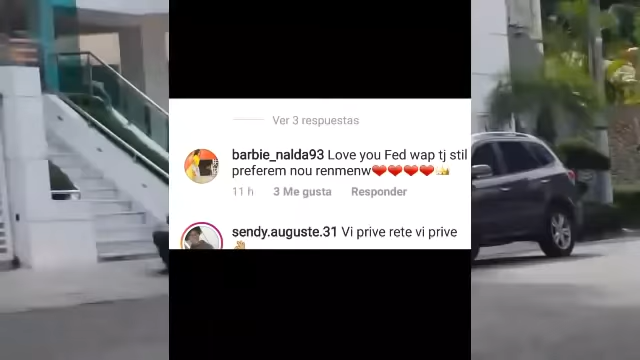 Ver 3 respuestas
barbie_nalda93 Love you Fed wap tj stil
preferem nou renmenw❤❤❤❤👑
11 h 3 Me gusta Responder
sendy.auguste.31 Vi prive rete vi prive